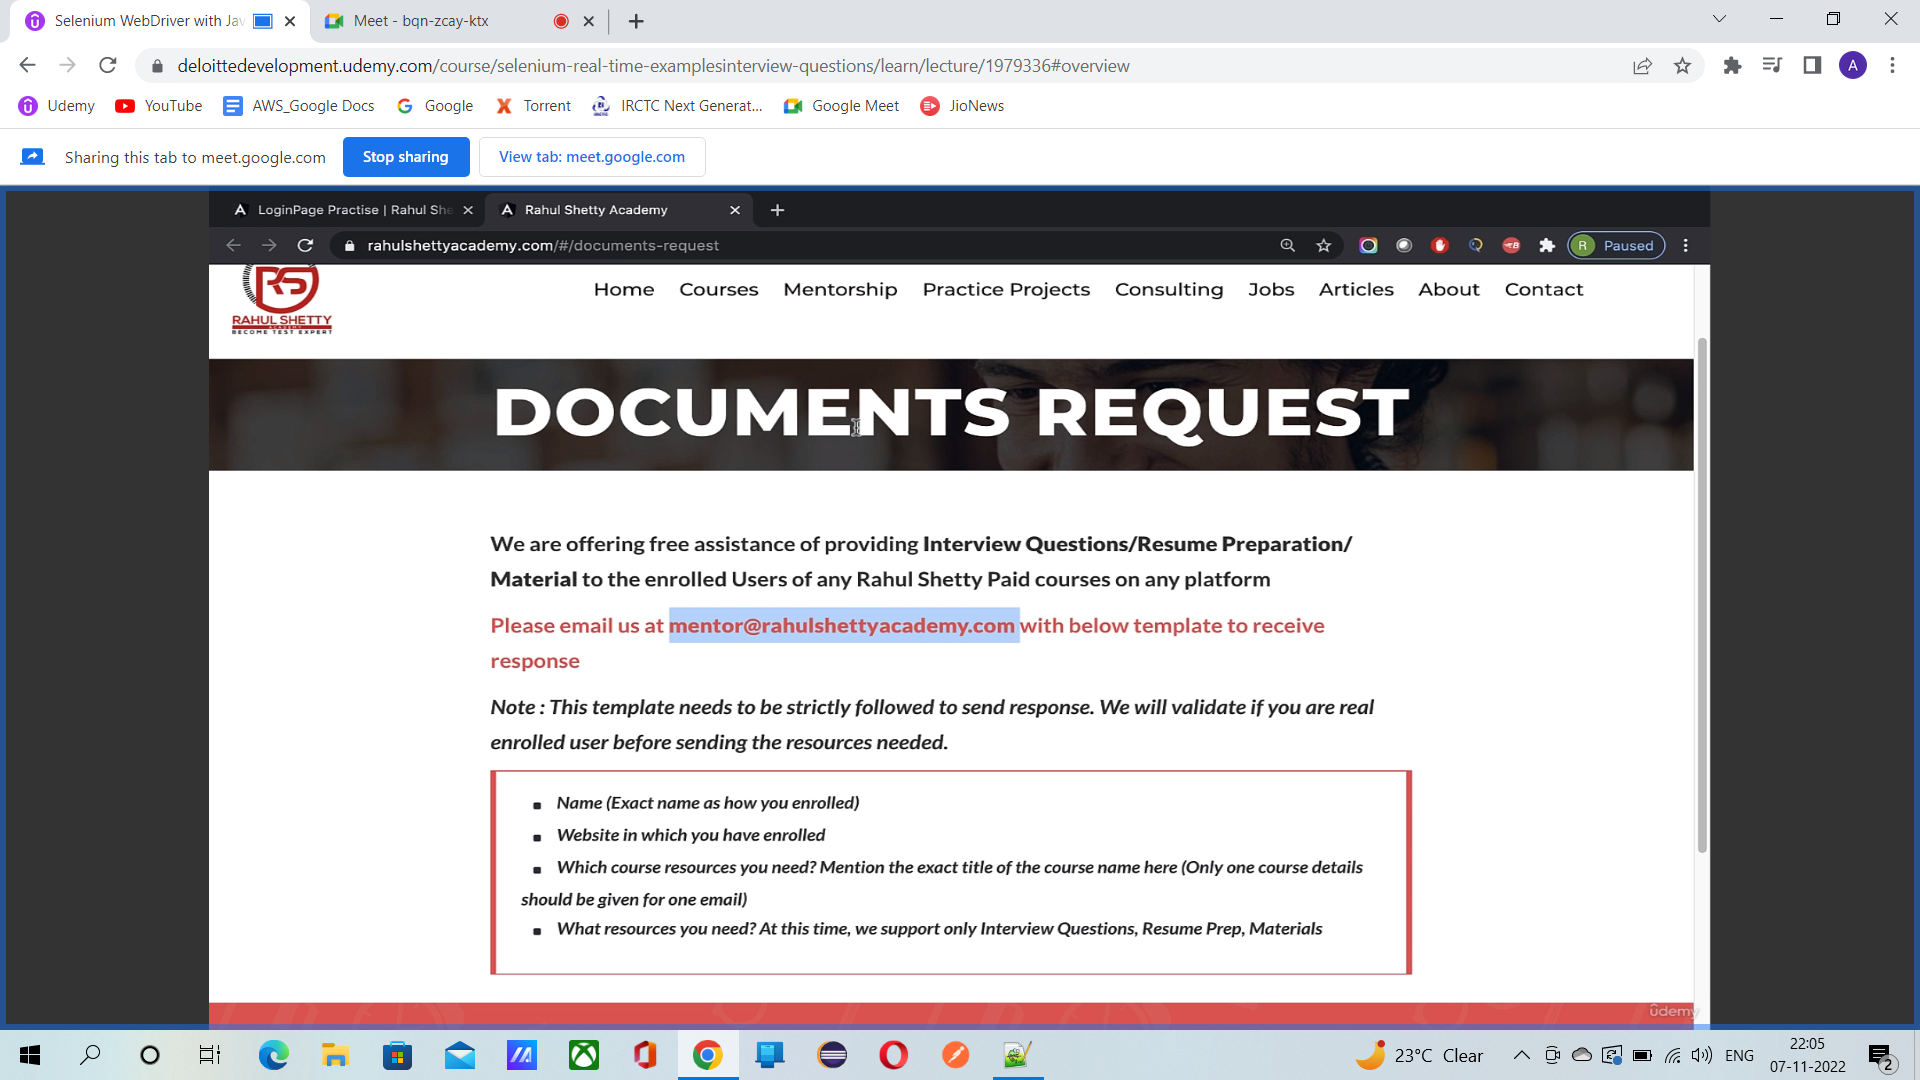 Selenium WebDriver with Jav
Meet - bqn-zcay-ktx
deloittedevelopment.udemy.com/course/selenium-real-time-examplesinterview-questions/learn/lecture/1979336#overview
A
Udemy
YouTube
AWS_Google Docs
Google
Torrent
IRCTC Next Generat...
Google Meet
JioNews
Sharing this tab to meet.google.com
Stop sharing
View tab: meet.google.com
LoginPage Practise | Rahul She
Rahul Shetty Academy
rahulshettyacademy.com/#/documents-request
R
Paused
RS
RAHUL SHETTY
ACADEMY
BECOME TEST EXPERT
Home
Courses
Mentorship
Practice Projects
Consulting
Jobs
Articles
About
Contact
DOCUMENTS REQUEST
We are offering free assistance of providing Interview Questions/Resume Preparation/
Material to the enrolled Users of any Rahul Shetty Paid courses on any platform
Please email us at mentor@rahulshettyacademy.com with below template to receive
response
Note : This template needs to be strictly followed to send response. We will validate if you are real
enrolled user before sending the resources needed.
Name (Exact name as how you enrolled)
Website in which you have enrolled
Which course resources you need? Mention the exact title of the course name here (Only one course details
should be given for one email)
What resources you need? At this time, we support only Interview Questions, Resume Prep, Materials
ûdemy
23°C Clear
ENG
22:05
07-11-2022
2